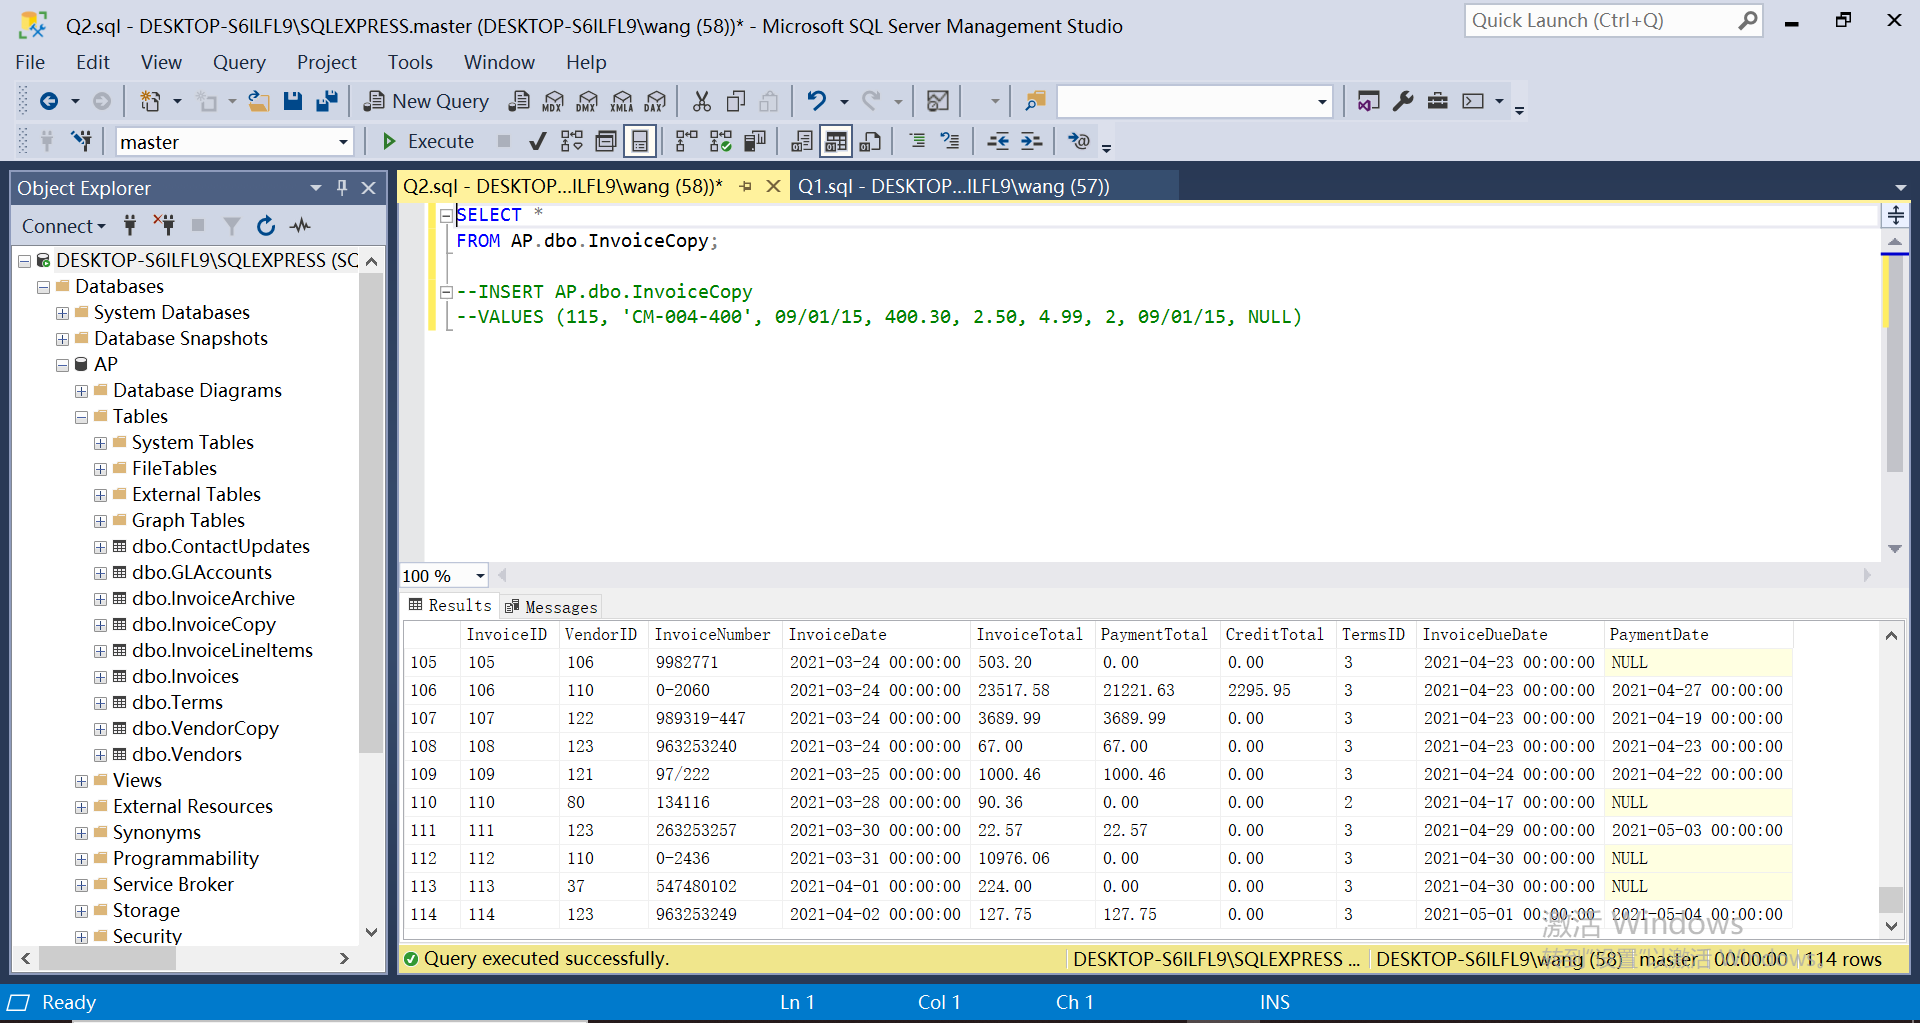 Q2.sql - DESKTOP-S6ILFL9\SQLEXPRESS.master (DESKTOP-S6ILFL9\wang (58))* - Microsoft SQL Server Management Studio
Quick Launch (Ctrl+Q)
File Edit View Query Project Tools Window Help
New Query MDX DMX XMLA DAX
master Execute
Object Explorer
Q2.sql - DESKTOP...ILFL9\wang (58))* Q1.sql - DESKTOP...ILFL9\wang (57))
Connect
DESKTOP-S6ILFL9\SQLEXPRESS (SQ
Databases
System Databases
Database Snapshots
AP
Database Diagrams
Tables
System Tables
FileTables
External Tables
Graph Tables
dbo.ContactUpdates
dbo.GLAccounts
dbo.InvoiceArchive
dbo.InvoiceCopy
dbo.InvoiceLineItems
dbo.Invoices
dbo.Terms
dbo.VendorCopy
dbo.Vendors
Views
External Resources
Synonyms
Programmability
Service Broker
Storage
Security
SELECT *
FROM AP.dbo.InvoiceCopy;
--INSERT AP.dbo.InvoiceCopy
--VALUES (115, 'CM-004-400', 09/01/15, 400.30, 2.50, 4.99, 2, 09/01/15, NULL)
100 %
Results Messages
InvoiceID VendorID InvoiceNumber InvoiceDate InvoiceTotal PaymentTotal CreditTotal TermsID InvoiceDueDate PaymentDate
105 105 106 9982771 2021-03-24 00:00:00 503.20 0.00 0.00 3 2021-04-23 00:00:00 NULL
106 106 110 0-2060 2021-03-24 00:00:00 23517.58 21221.63 2295.95 3 2021-04-23 00:00:00 2021-04-27 00:00:00
107 107 122 989319-447 2021-03-24 00:00:00 3689.99 3689.99 0.00 3 2021-04-23 00:00:00 2021-04-19 00:00:00
108 108 123 963253240 2021-03-24 00:00:00 67.00 67.00 0.00 3 2021-04-23 00:00:00 2021-04-23 00:00:00
109 109 121 97/222 2021-03-25 00:00:00 1000.46 1000.46 0.00 3 2021-04-24 00:00:00 2021-04-22 00:00:00
110 110 80 134116 2021-03-28 00:00:00 90.36 0.00 0.00 2 2021-04-17 00:00:00 NULL
111 111 123 263253257 2021-03-30 00:00:00 22.57 22.57 0.00 3 2021-04-29 00:00:00 2021-05-03 00:00:00
112 112 110 0-2436 2021-03-31 00:00:00 10976.06 0.00 0.00 3 2021-04-30 00:00:00 NULL
113 113 37 547480102 2021-04-01 00:00:00 224.00 0.00 0.00 3 2021-04-30 00:00:00 NULL
114 114 123 963253249 2021-04-02 00:00:00 127.75 127.75 0.00 3 2021-05-01 00:00:00 2021-05-04 00:00:00
激活 Windows
转到"设置"以激活 Windows。
Query executed successfully. DESKTOP-S6ILFL9\SQLEXPRESS ... DESKTOP-S6ILFL9\wang (58) master 00:00:00 114 rows
Ready Ln 1 Col 1 Ch 1 INS